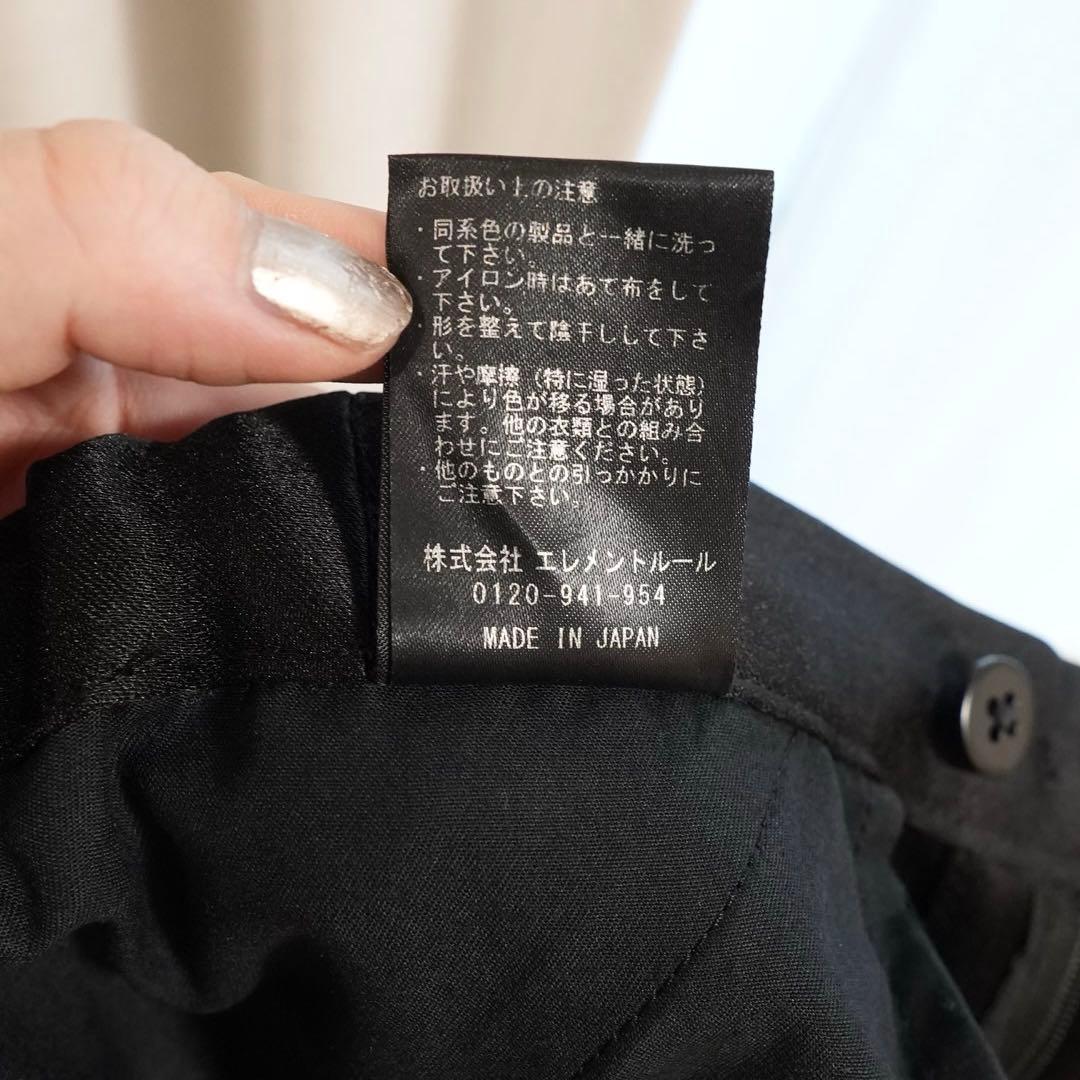 お取扱い上の注意
・同系色の製品と一緒に洗っ
て下さい。
・アイロン時はあて布をして
下さい。
・形を整えて陰干しして下さ
い。
・汗や摩擦(特に湿った状態)
により色が移る場合があり
ます。他の衣類との組み合
わせにご注意ください。
・他のものとの引っかかりに
ご注意下さい。
株式会社 エレメントルール
0120-941-954
MADE IN JAPAN